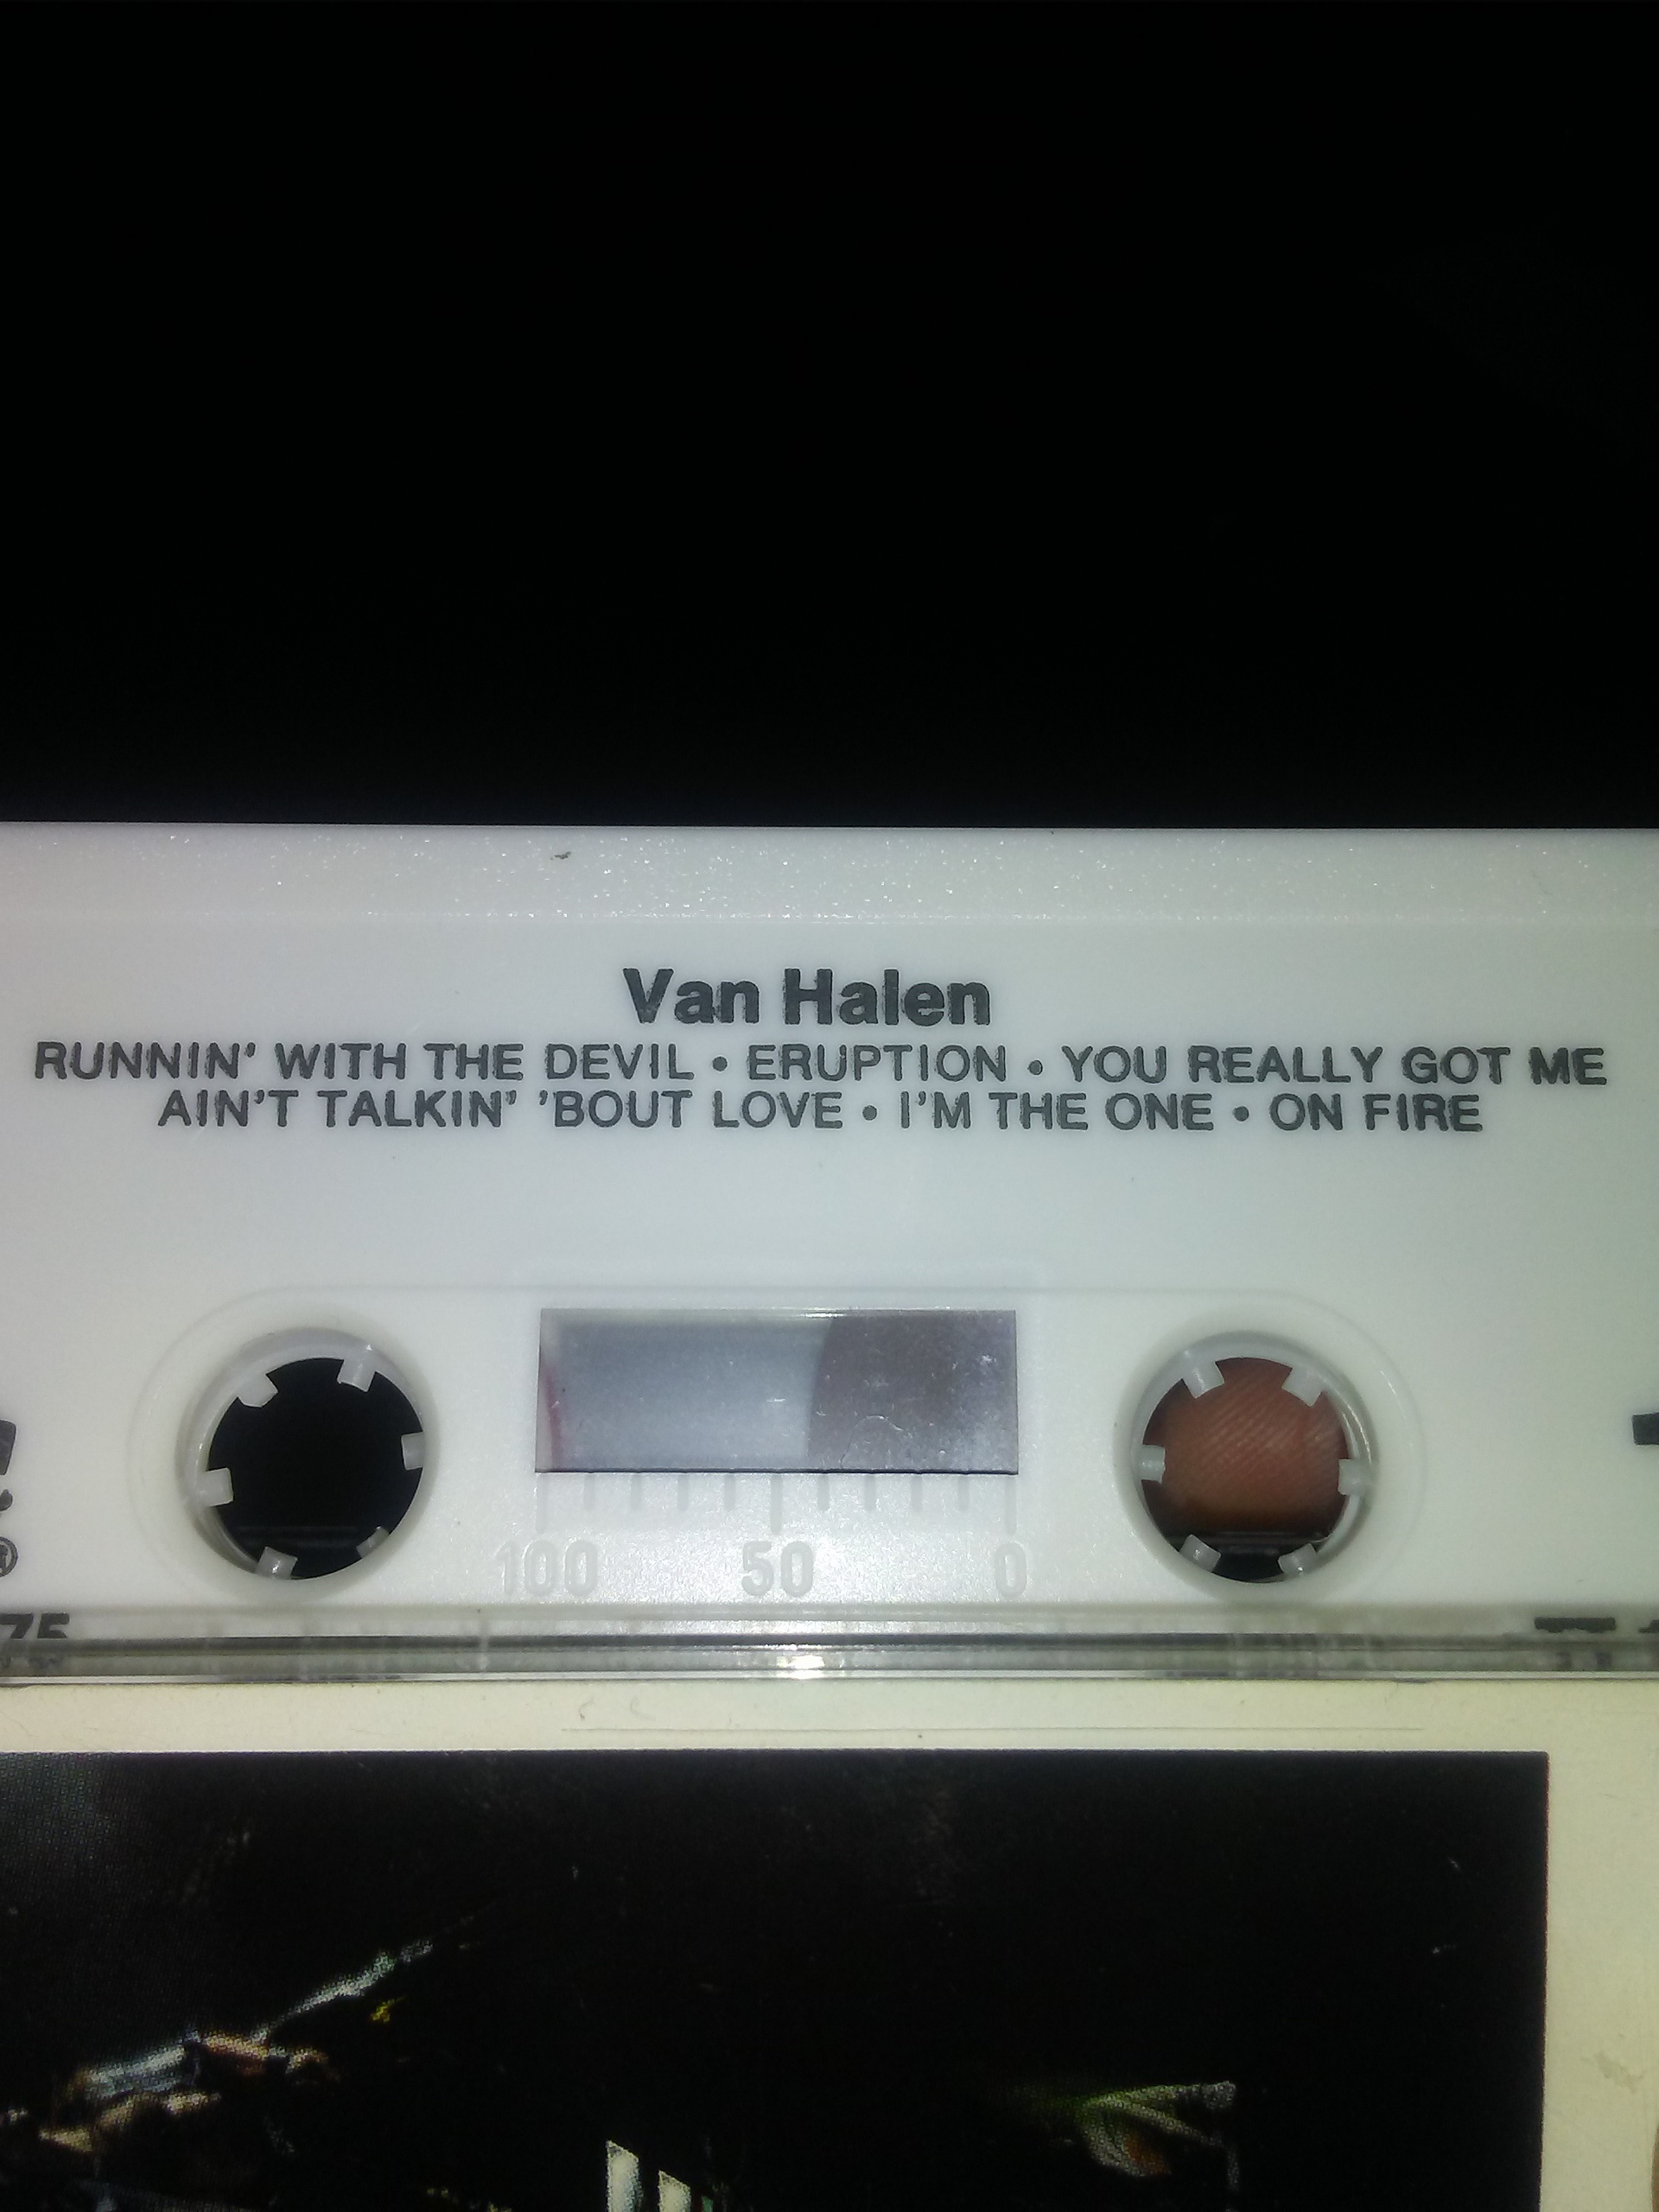 Van Halen
RUNNIN' WITH THE DEVIL • ERUPTION • YOU REALLY GOT ME
AIN'T TALKIN' 'BOUT LOVE • I'M THE ONE • ON FIRE
100 50 0
®
75